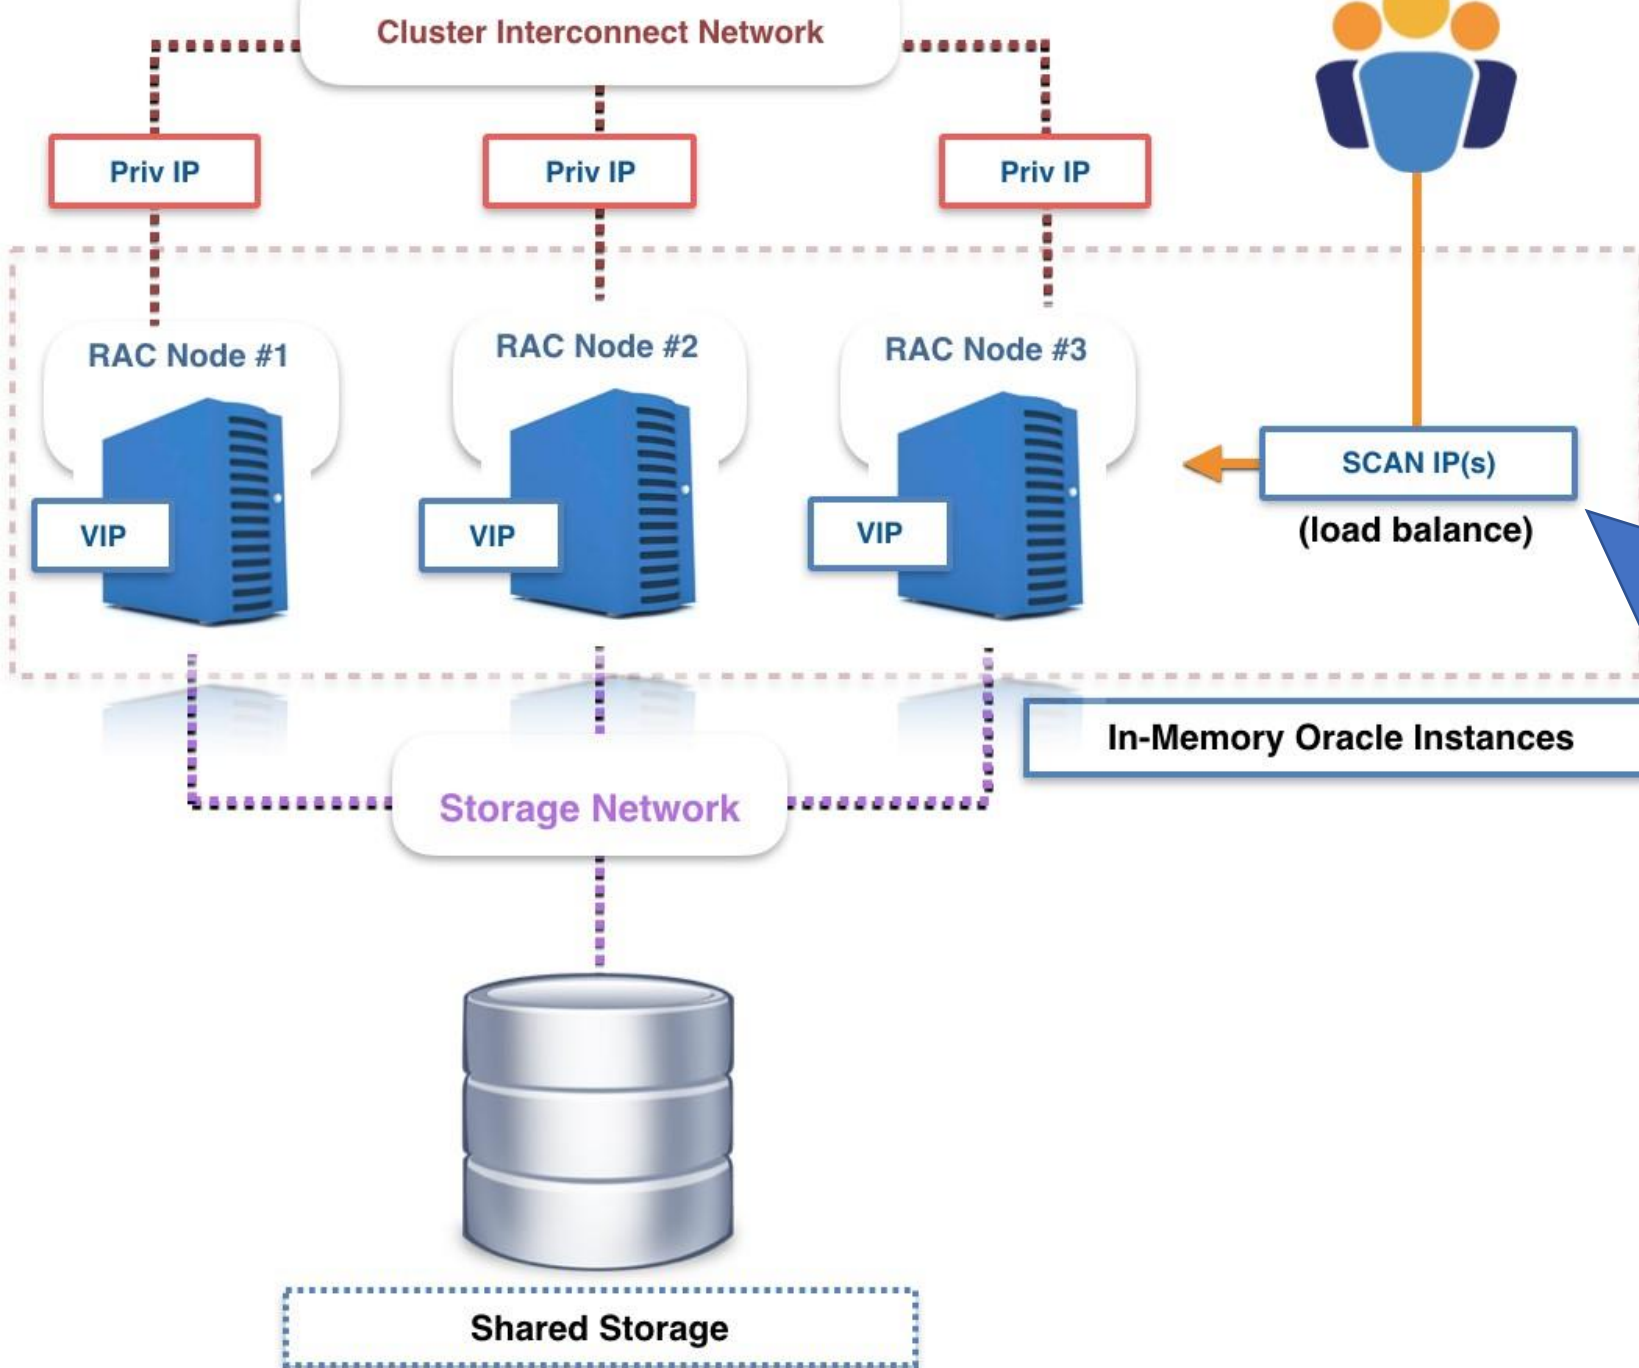 Cluster Interconnect Network
Priv IP
Priv IP
Priv IP
RAC Node #1
RAC Node #2
RAC Node #3
VIP
VIP
VIP
SCAN IP(s)
(load balance)
In-Memory Oracle Instances
Storage Network
Shared Storage